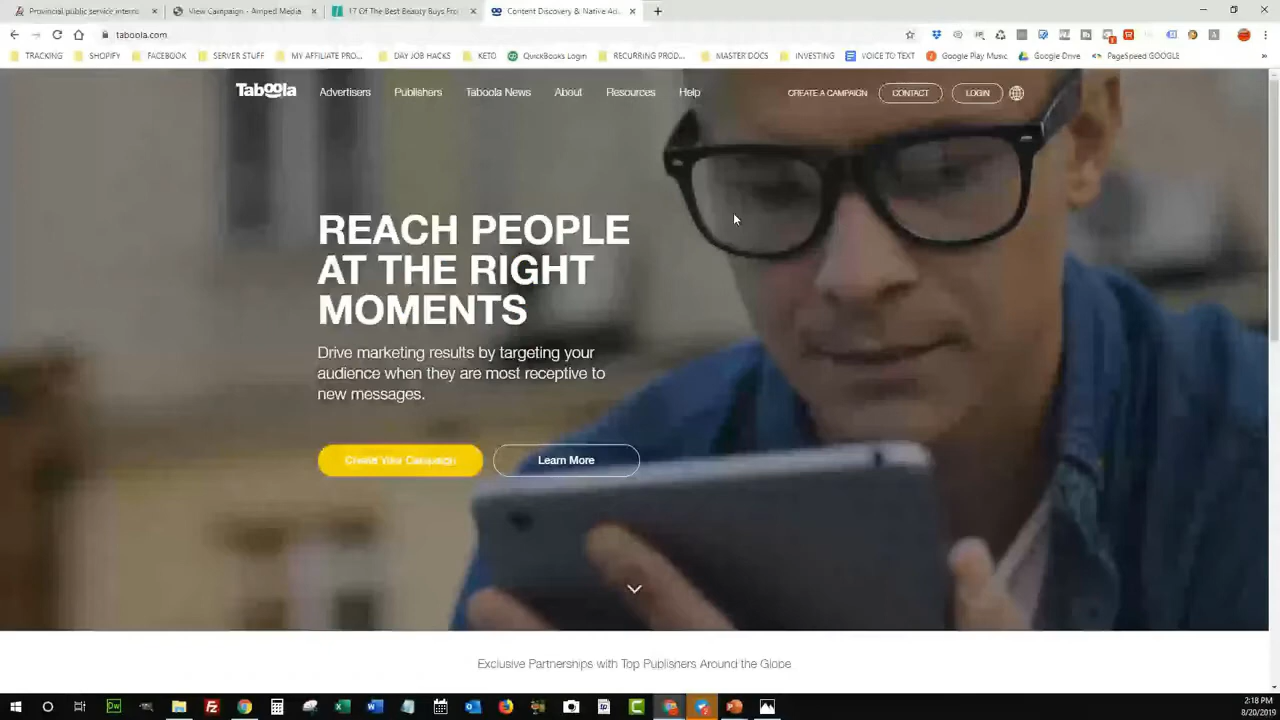 Provincial public service interns
View Campaign - Amped Media
17 Of The Best Beauty Buys Fro
Content Discovery & Native Ad
taboola.com
TRACKING
SHOPIFY
FACEBOOK
SERVER STUFF
MY AFFILIATE PRO...
DAY JOB HACKS
KETO
QuickBooks Login
RECURRING PROD...
MASTER DOCS
INVESTING
VOICE TO TEXT
Google Play Music
Google Drive
PageSpeed GOOGLE
Taboola
Advertisers
Publishers
Taboola News
About
Resources
Help
CREATE A CAMPAIGN
CONTACT
LOGIN
REACH PEOPLE
AT THE RIGHT
MOMENTS
Drive marketing results by targeting your
audience when they are most receptive to
new messages.
Create Your Campaign
Learn More
Exclusive Partnerships with Top Publishers Around the Globe
2:18 PM
8/20/2019